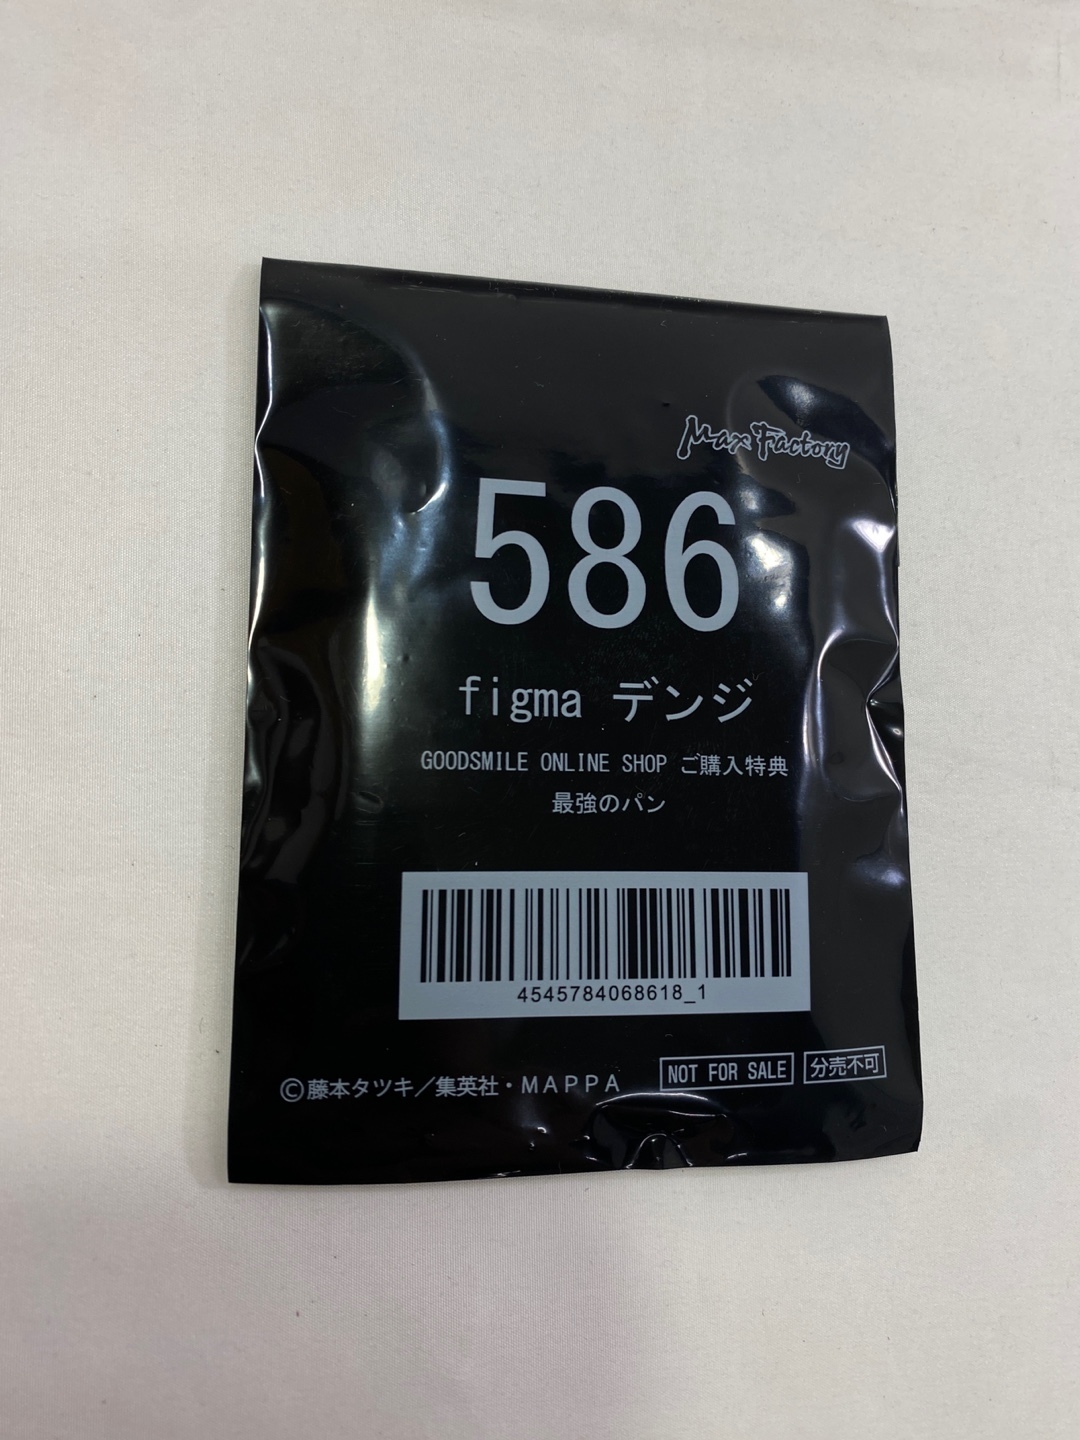 Max Factory
586
figma デンジ
GOODSMILE ONLINE SHOP ご購入特典
最強のパン
4545784068618_1
NOT FOR SALE 分売不可
©藤本タツキ／集英社・MAPPA